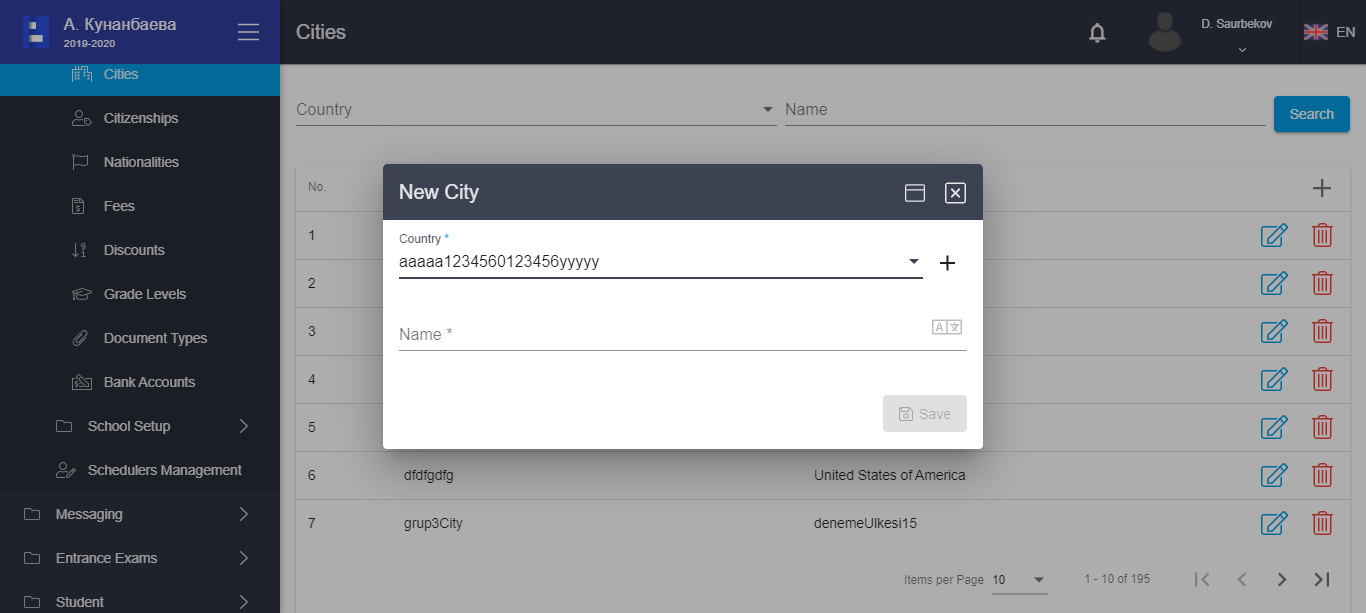 А. Кунанбаева
2019-2020
Cities
D. Saurbekov
EN
Cities
Citizenships
Nationalities
Fees
Discounts
Grade Levels
Document Types
Bank Accounts
School Setup
Schedulers Management
Messaging
Entrance Exams
Student
Country
Name
Search
No.
1
2
3
4
5
6 dfdfgdfg United States of America
7 grup3City denemeUlkesi15
Items per Page 10 1 - 10 of 195
New City
Country *
aaaaa1234560123456yyyyy
Name *
Save